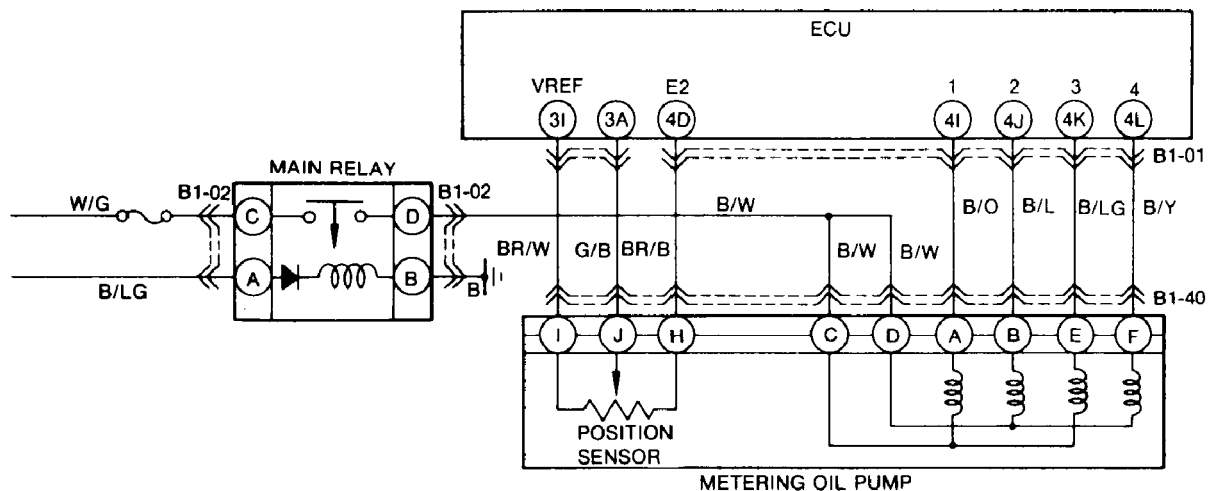 ECU
VREF E2 1 2 3 4
3I 3A 4D 4I 4J 4K 4L
B1-01
MAIN RELAY
W/G B1-02 C D B1-02
B/W
B/O B/L B/LG B/Y
BR/W G/B BR/B B/W B/W
A B B
B/LG
B1-40
I J H C D A B E F
POSITION
SENSOR
METERING OIL PUMP